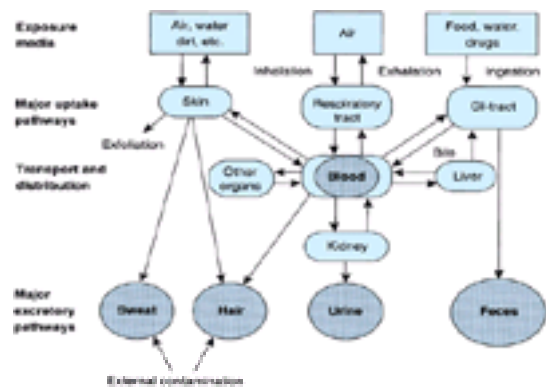 Exposure
media
Air, water
dirt, etc.
Air
Food, water,
drugs
Inhalation
Exhalation
Ingestion
Major uptake
pathways
Skin
Respiratory
tract
GI-tract
Exfoliation
Bile
Transport and
distribution
Other
organs
Blood
Liver
Kidney
Major
excretory
pathways
Sweat
Hair
Urine
Feces
External contamination